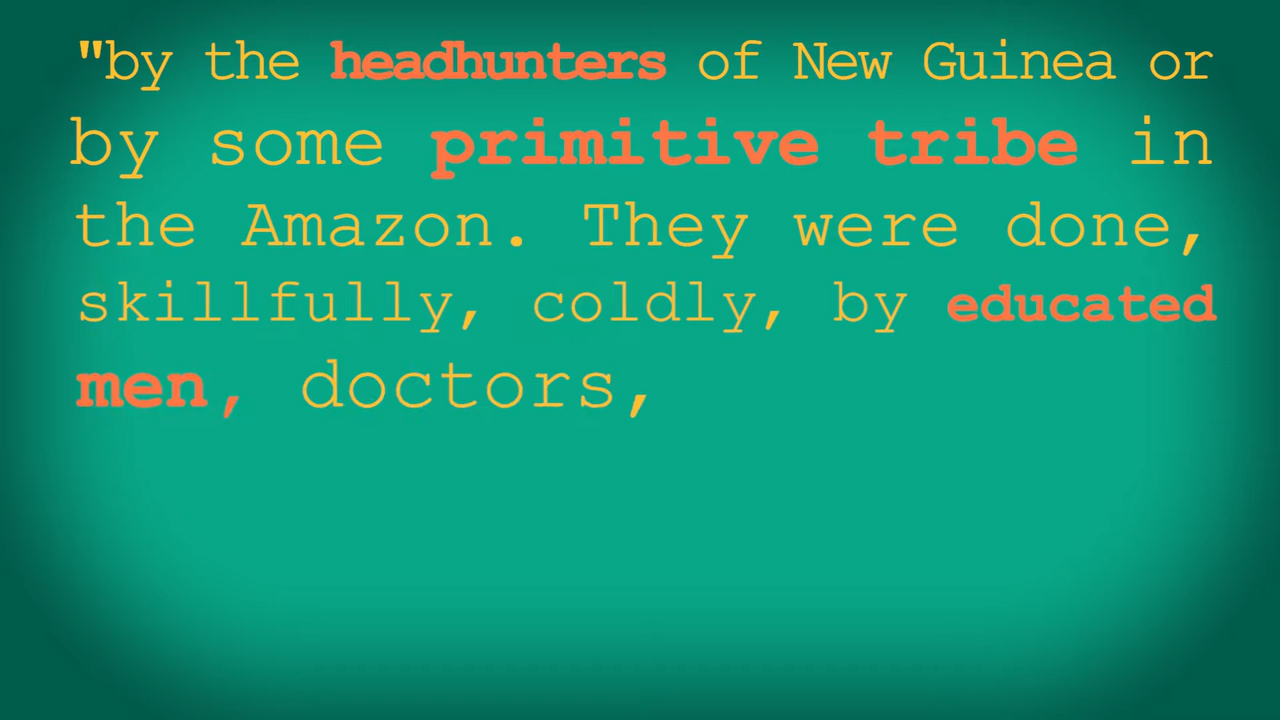 "by the headhunters of New Guinea or
by some primitive tribe in
the Amazon. They were done,
skillfully, coldly, by educated
men, doctors,